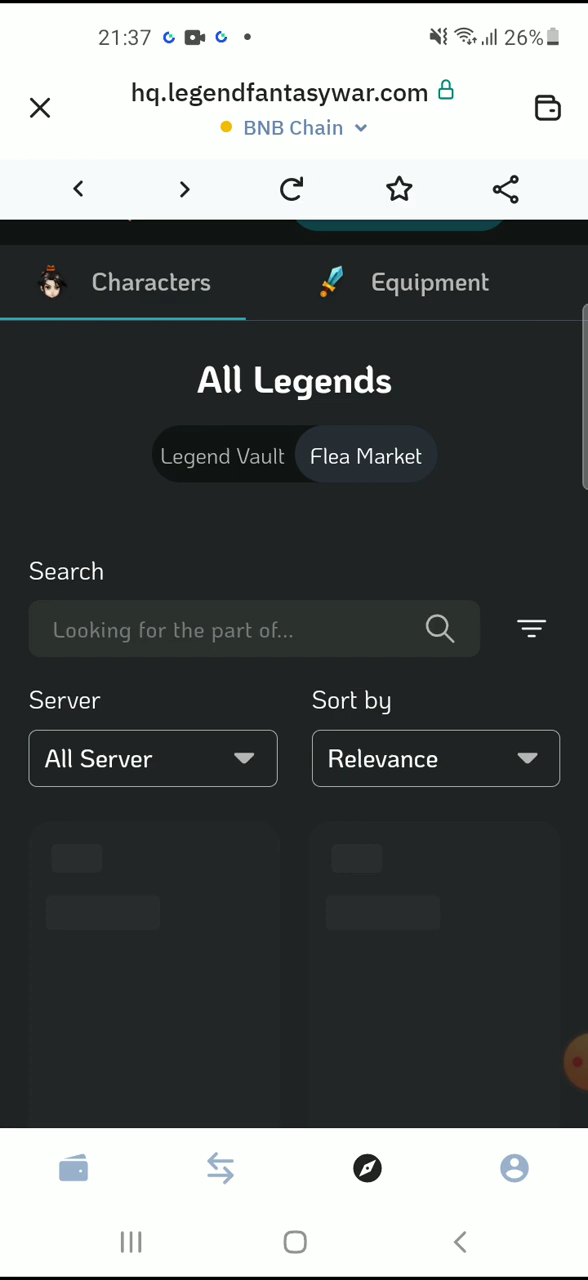 21:37
26%
hq.legendfantasywar.com
BNB Chain
Characters
Equipment
All Legends
Legend Vault
Flea Market
Search
Looking for the part of...
Server
Sort by
All Server
Relevance